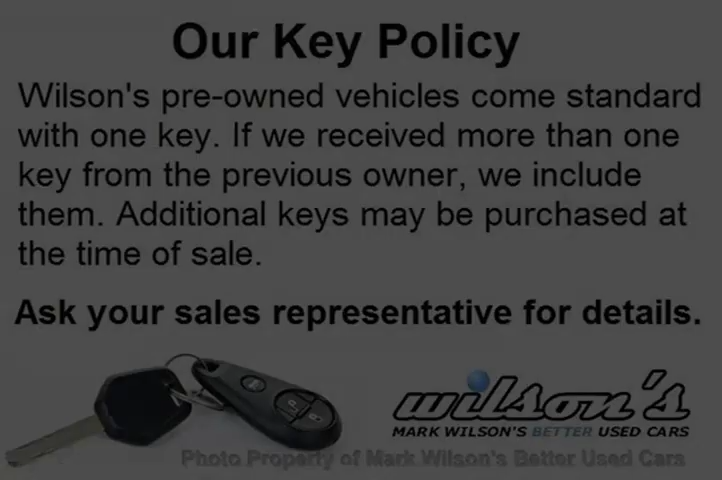 Our Key Policy
Wilson's pre-owned vehicles come standard
with one key. If we received more than one
key from the previous owner, we include
them. Additional keys may be purchased at
the time of sale.
Ask your sales representative for details.
wilson's
MARK WILSON'S BETTER USED CARS
Photo Property of Mark Wilson's Better Used Cars